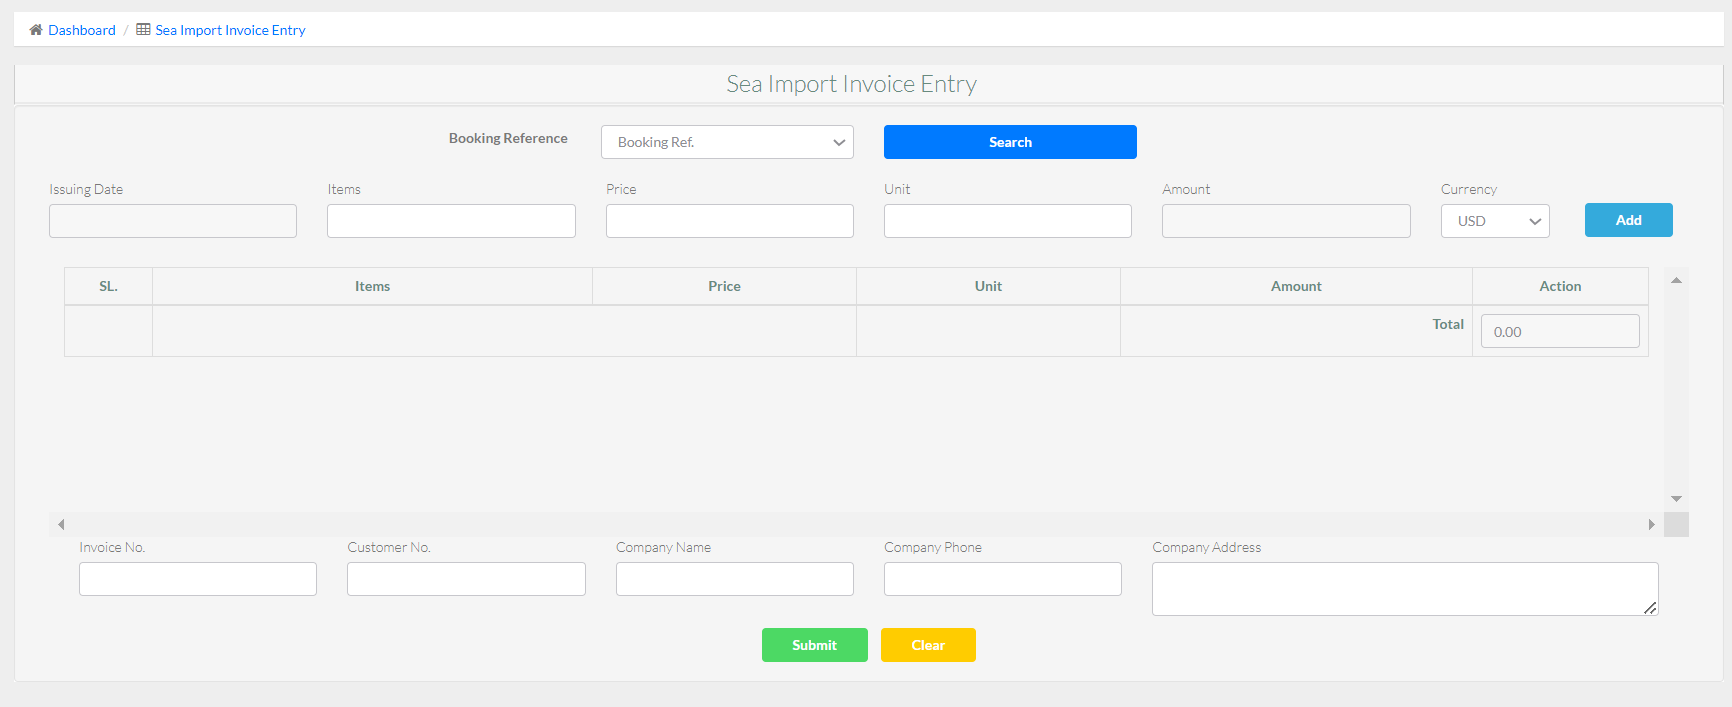 Dashboard / Sea Import Invoice Entry
Sea Import Invoice Entry
Booking Reference Booking Ref. Search
Issuing Date Items Price Unit Amount Currency
USD Add
SL. Items Price Unit Amount Action
Total 0.00
Invoice No. Customer No. Company Name Company Phone Company Address
Submit Clear